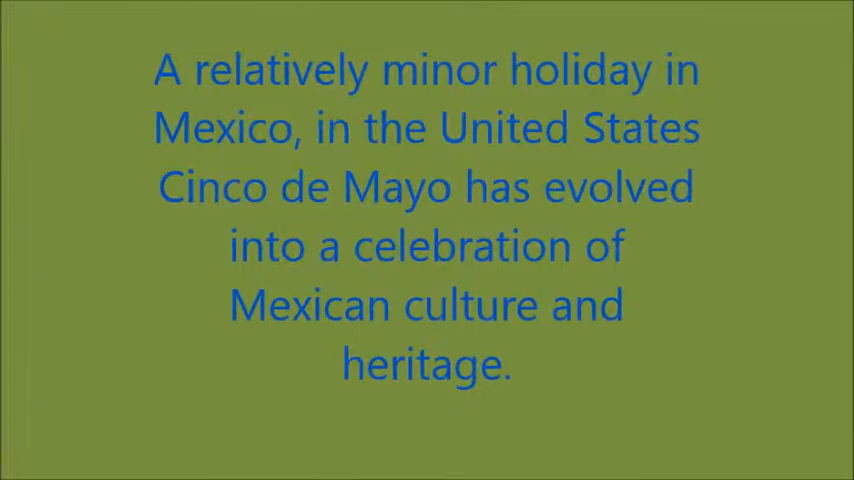 A relatively minor holiday in
Mexico, in the United States
Cinco de Mayo has evolved
into a celebration of
Mexican culture and
heritage.